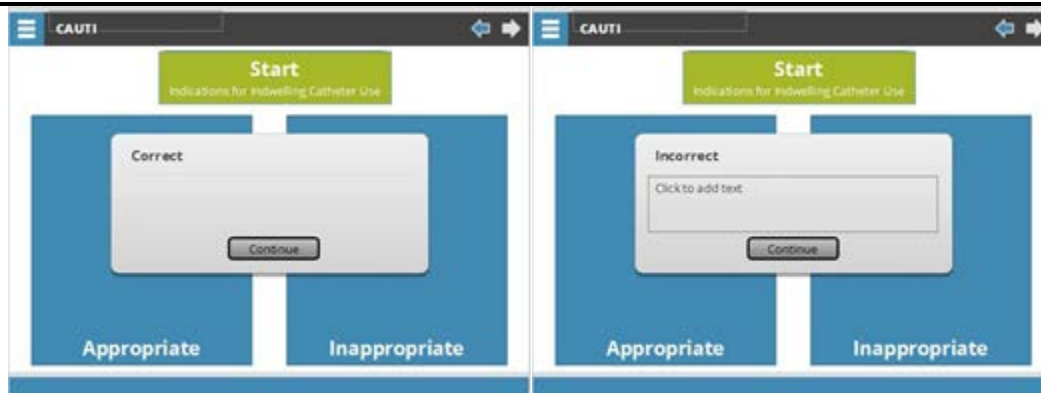 CAUTI
Start
Indications for Indwelling Catheter Use
Correct
Continue
Appropriate
Inappropriate
CAUTI
Start
Indications for Indwelling Catheter Use
Incorrect
Click to add text
Continue
Appropriate
Inappropriate